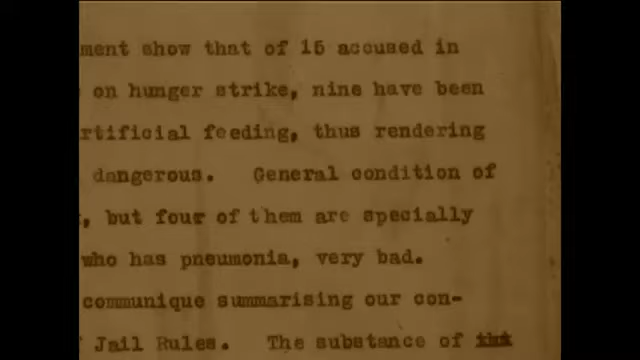 ment show that of 15 accused in
on hunger strike, nine have been
rtificial feeding, thus rendering
dangerous. General condition of
, but four of them are specially
who has pneumonia, very bad.
communique summarising our con-
Jail Rules. The substance of